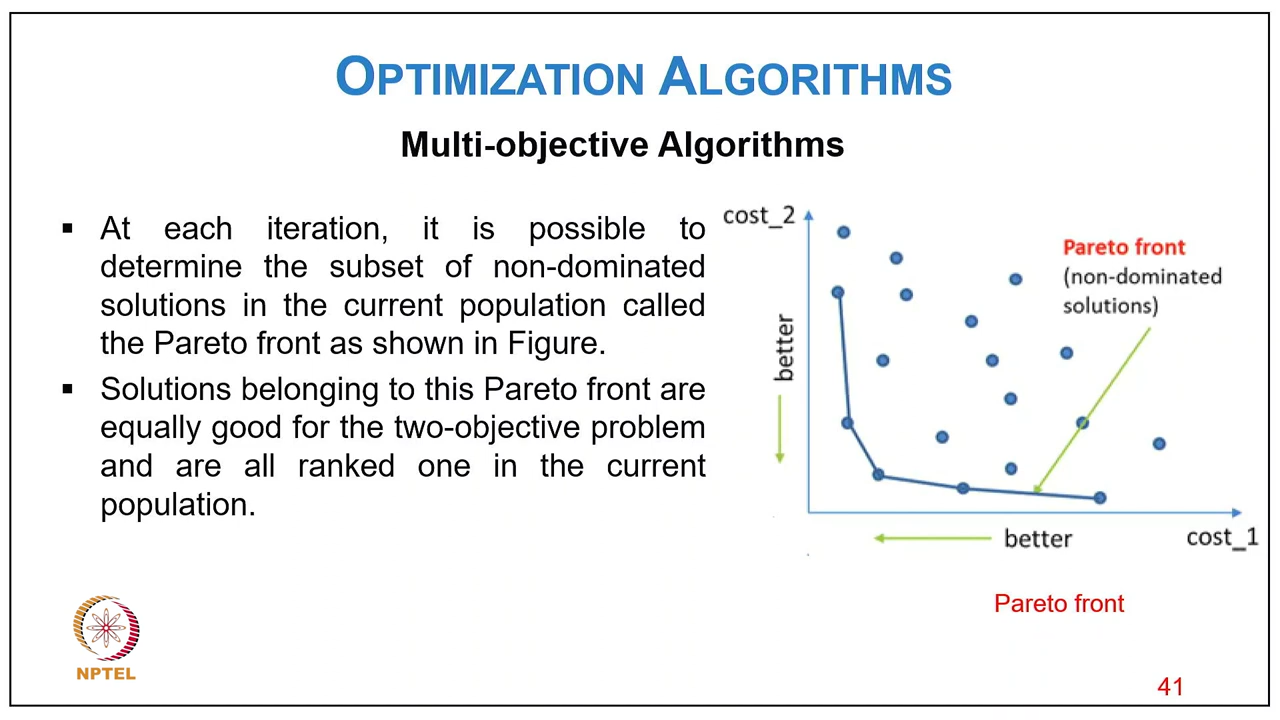 OPTIMIZATION ALGORITHMS
Multi-objective Algorithms
▪ At each iteration, it is possible to
determine the subset of non-dominated
solutions in the current population called
the Pareto front as shown in Figure.
▪ Solutions belonging to this Pareto front are
equally good for the two-objective problem
and are all ranked one in the current
population.
cost_2
Pareto front
(non-dominated
solutions)
better
better
cost_1
Pareto front
NPTEL
41